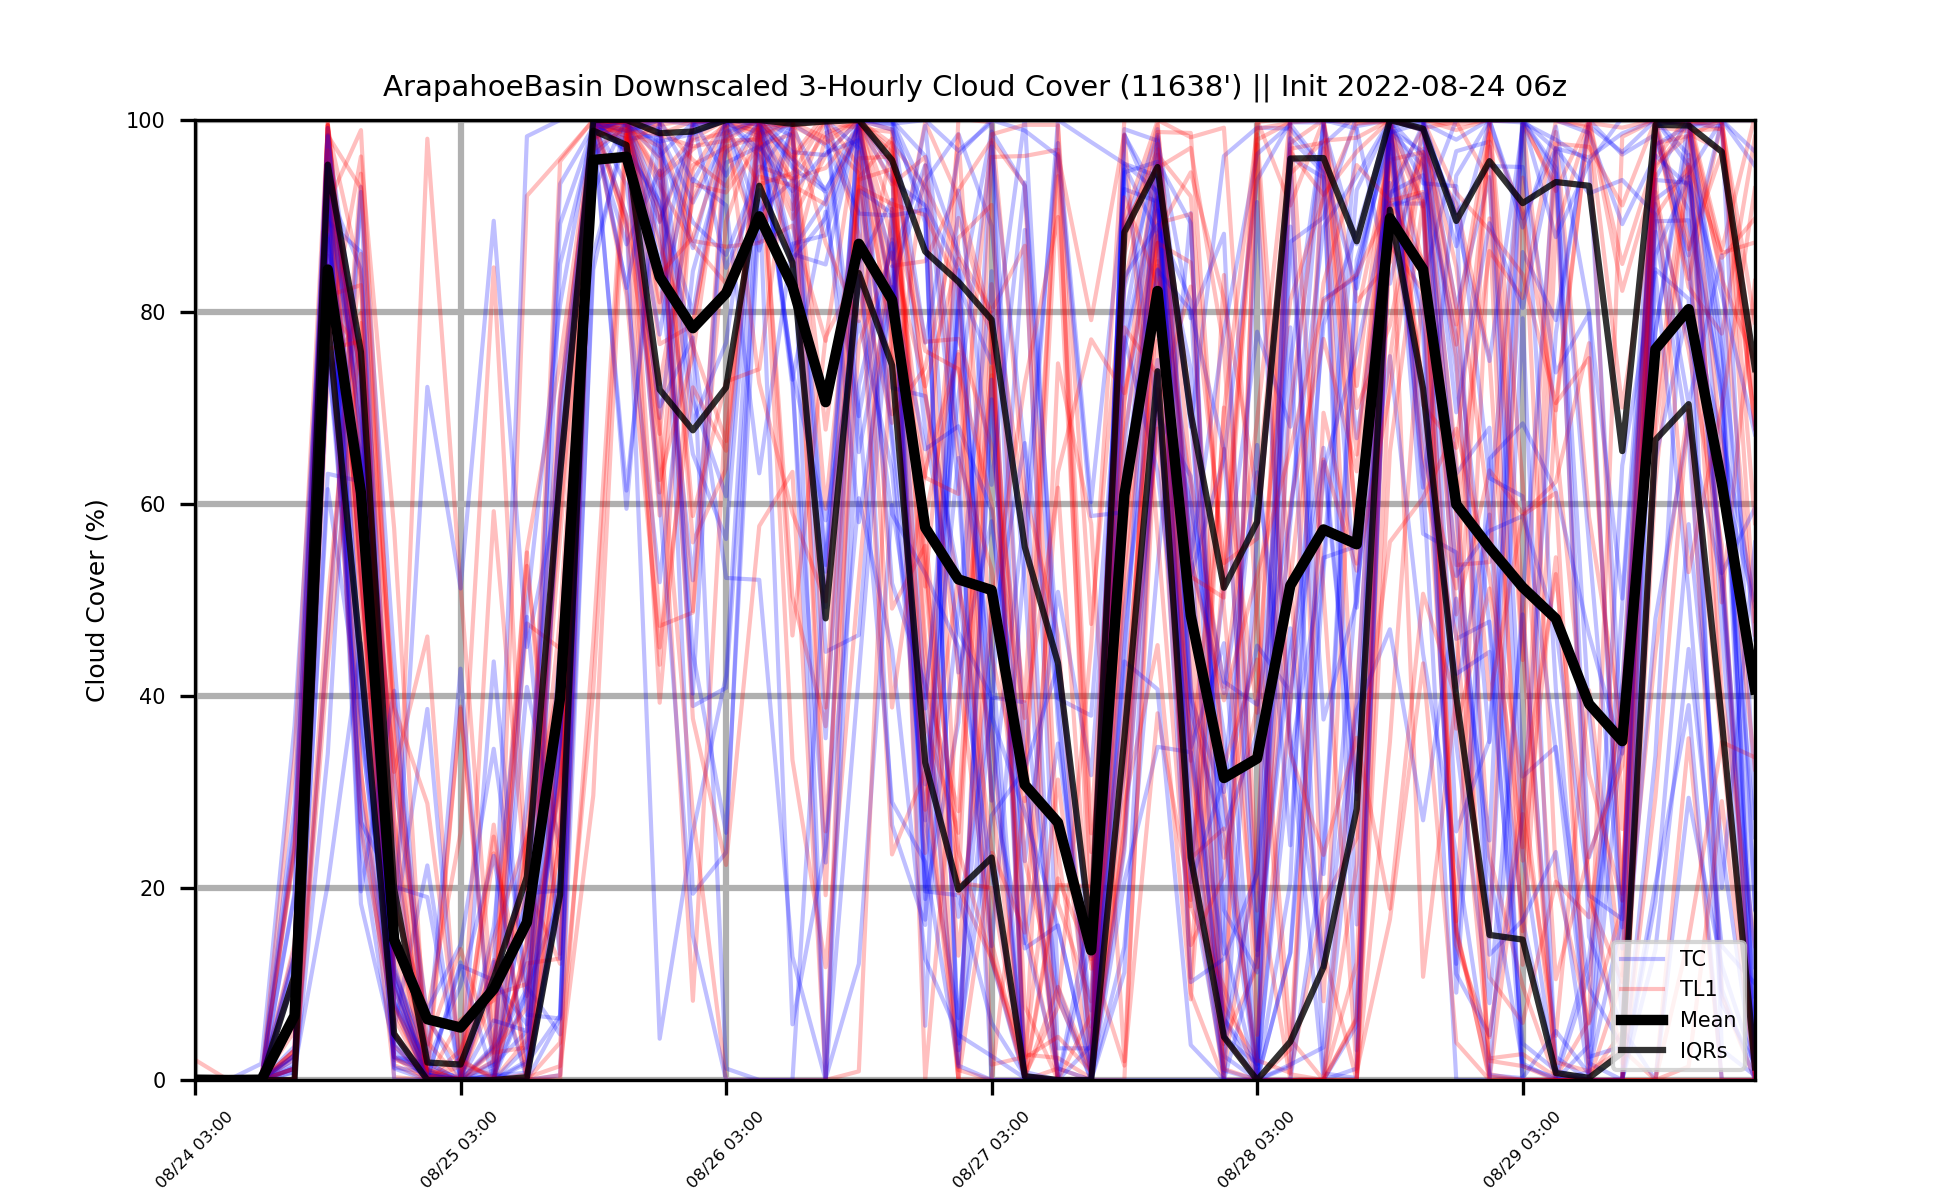 ArapahoeBasin Downscaled 3-Hourly Cloud Cover (11638') || Init 2022-08-24 06z
Cloud Cover (%)
100
80
60
40
20
0
TC
TL1
Mean
IQRs
08/24 03:00
08/25 03:00
08/26 03:00
08/27 03:00
08/28 03:00
08/29 03:00